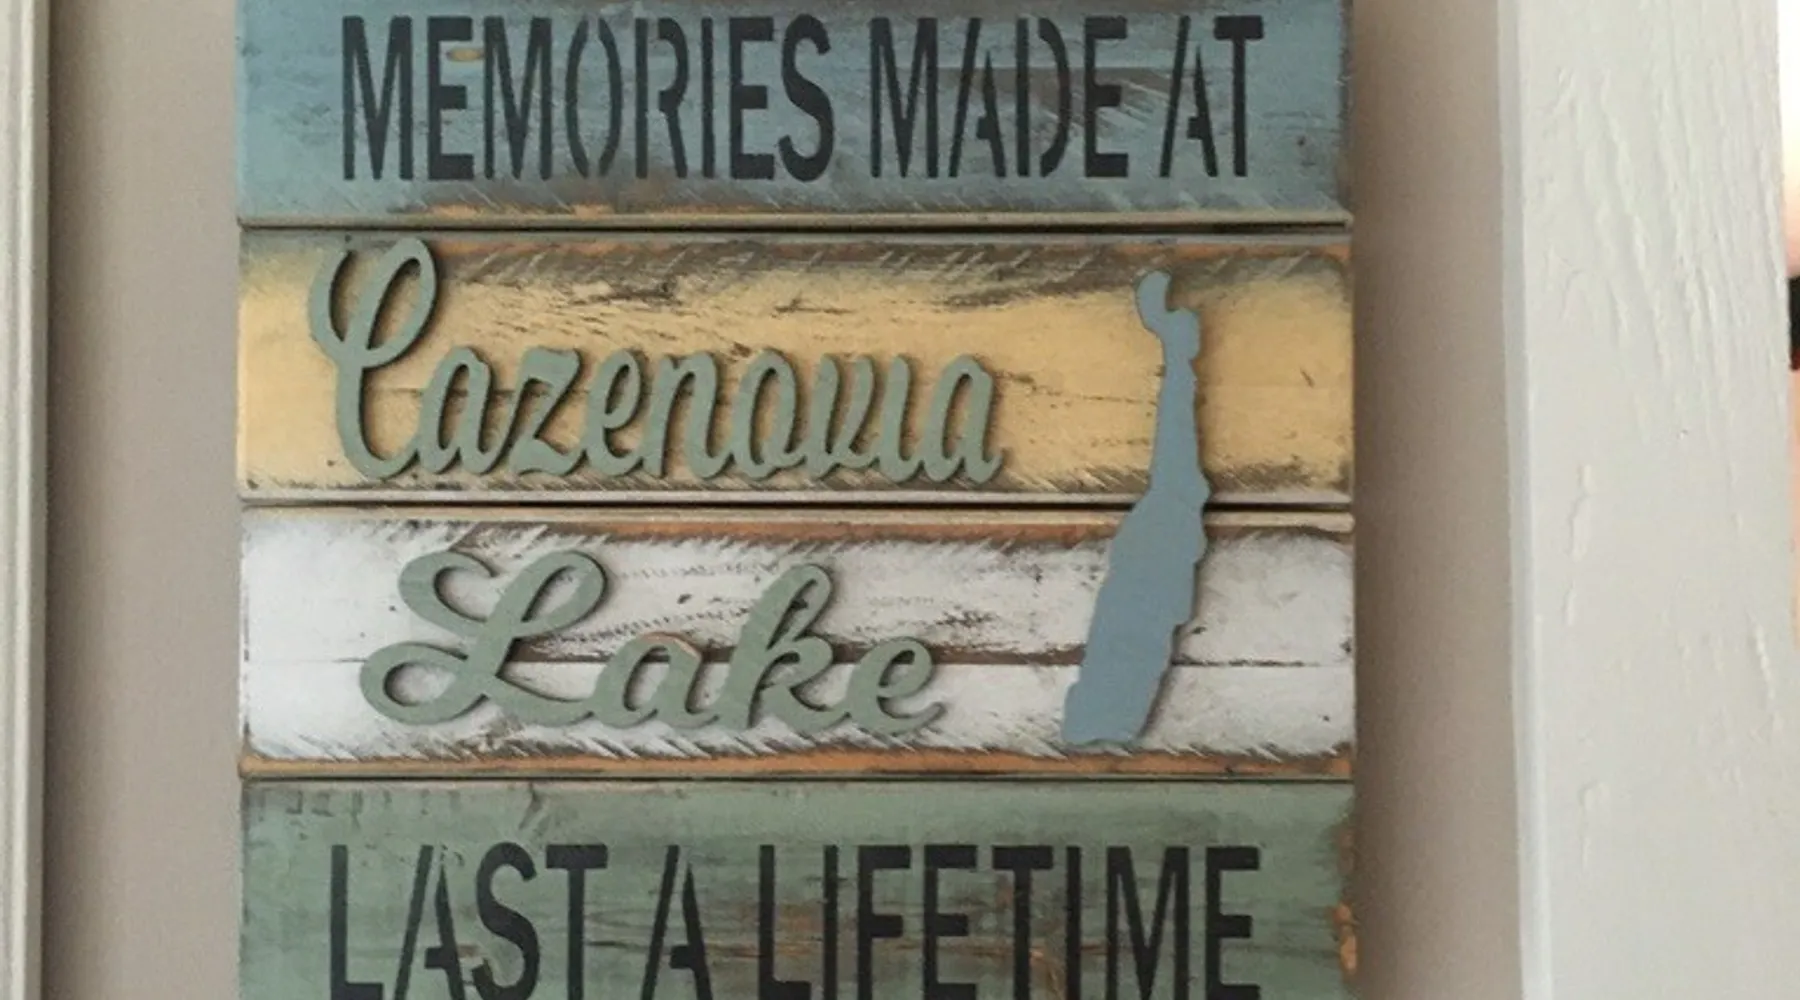 MEMORIES MADE AT
Cazenovia
Lake
LAST A LIFETIME